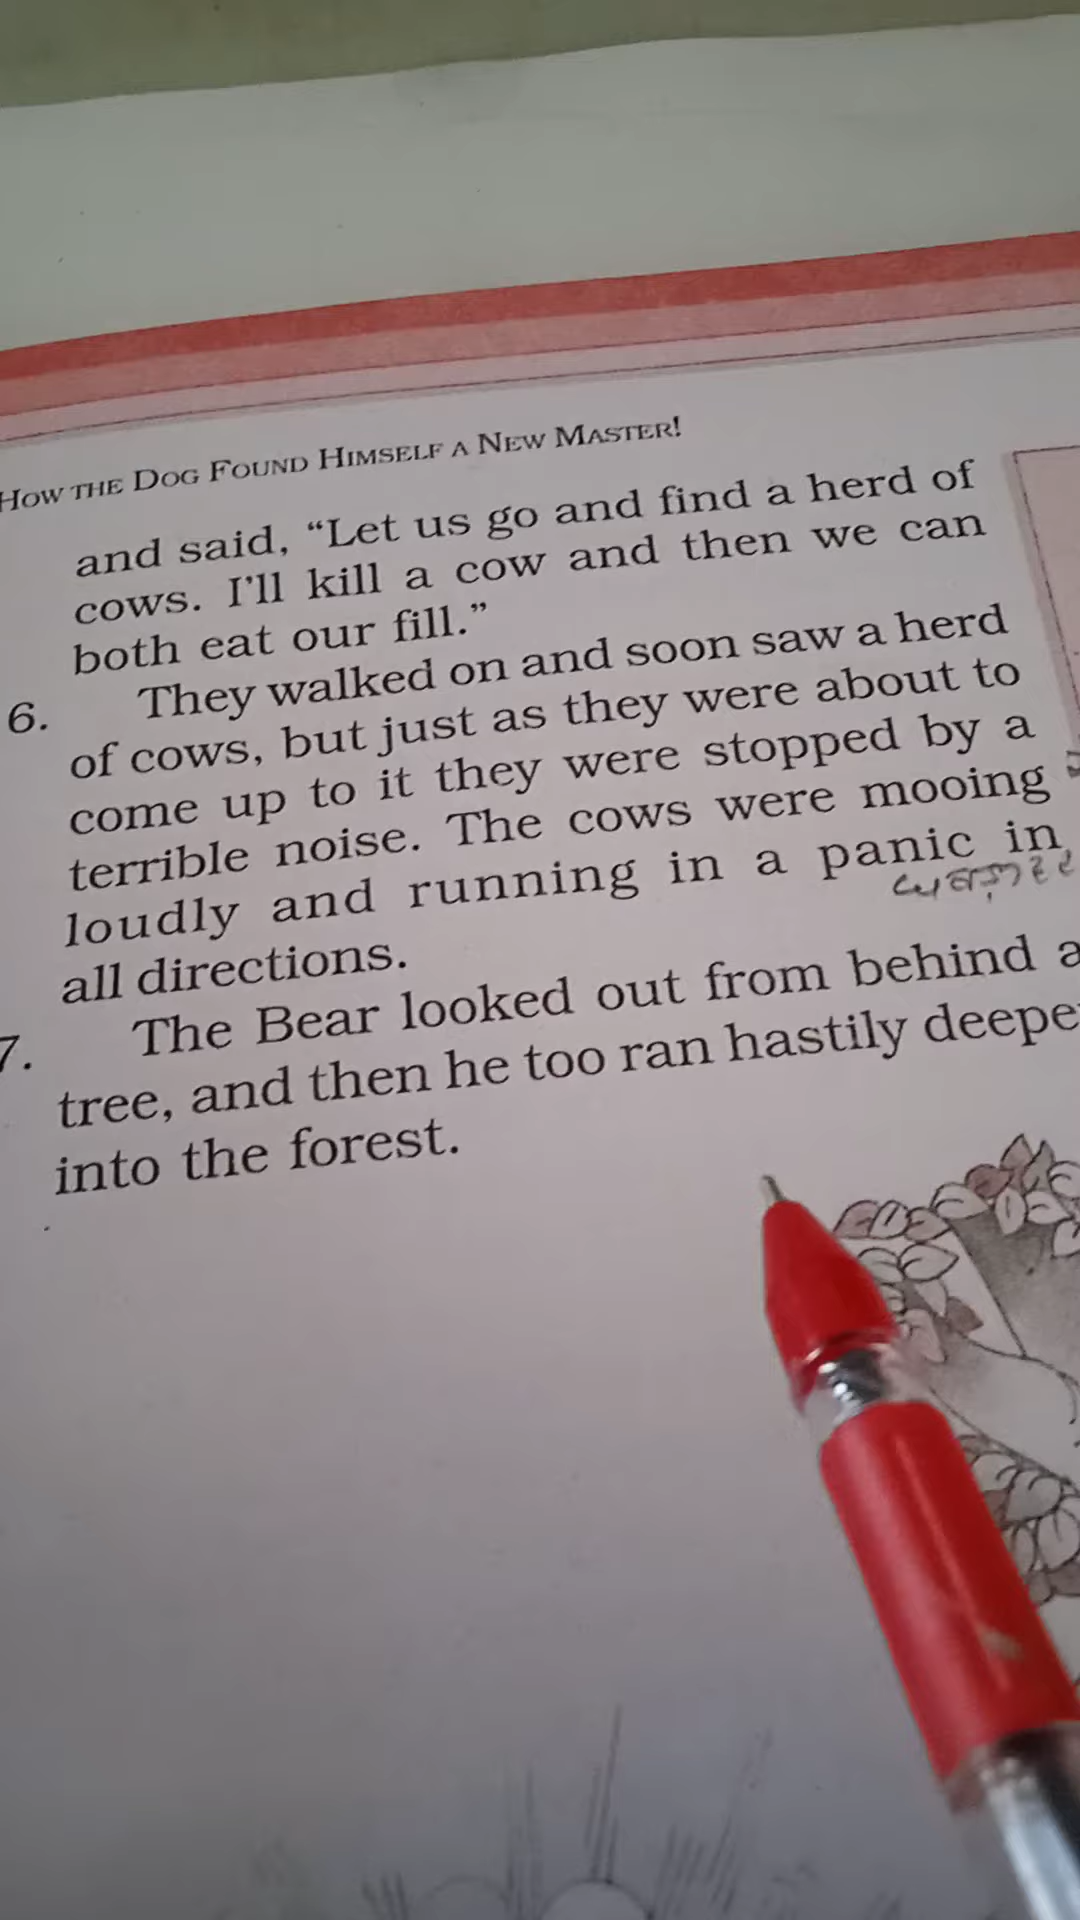 HOW THE DOG FOUND HIMSELF A NEW MASTER!
and said, “Let us go and find a herd of
cows. I’ll kill a cow and then we can
both eat our fill.”
6. They walked on and soon saw a herd
of cows, but just as they were about to
come up to it they were stopped by a
terrible noise. The cows were mooing
loudly and running in a panic in
all directions.
7. The Bear looked out from behind a
tree, and then he too ran hastily deepe
into the forest.